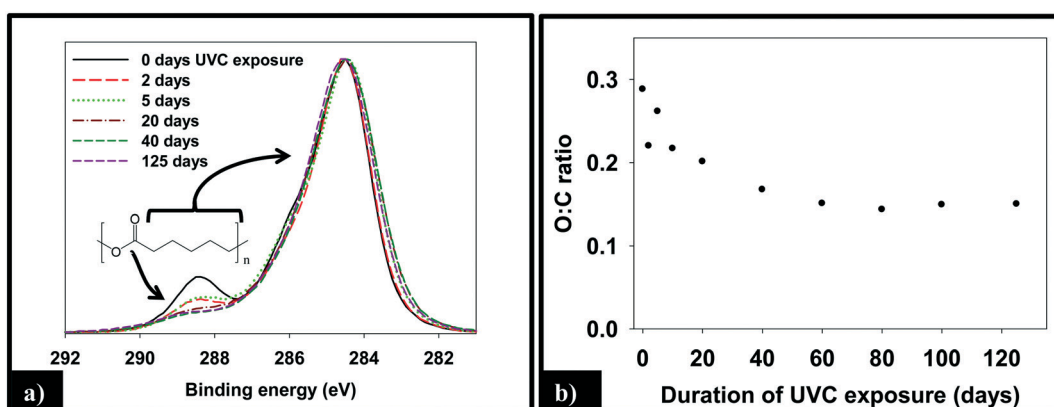 0 days UVC exposure
2 days
5 days
20 days
40 days
125 days
O
O
n
292 290 288 286 284 282
Binding energy (eV)
a)
O:C ratio
0.3
0.2
0.1
0.0
0 20 40 60 80 100 120
Duration of UVC exposure (days)
b)